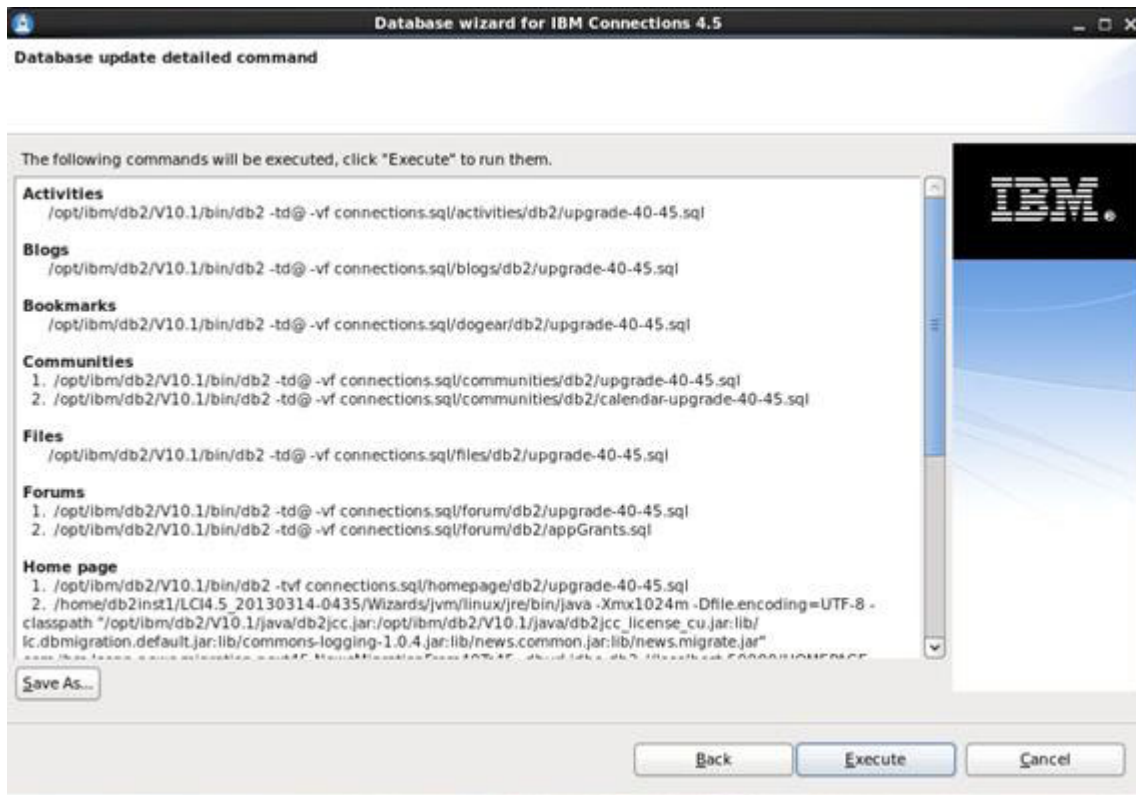 Database wizard for IBM Connections 4.5
Database update detailed command
The following commands will be executed, click "Execute" to run them.
Activities
/opt/ibm/db2/V10.1/bin/db2 -td@ -vf connections.sql/activities/db2/upgrade-40-45.sql
Blogs
/opt/ibm/db2/V10.1/bin/db2 -td@ -vf connections.sql/blogs/db2/upgrade-40-45.sql
Bookmarks
/opt/ibm/db2/V10.1/bin/db2 -td@ -vf connections.sql/dogear/db2/upgrade-40-45.sql
Communities
1. /opt/ibm/db2/V10.1/bin/db2 -td@ -vf connections.sql/communities/db2/upgrade-40-45.sql
2. /opt/ibm/db2/V10.1/bin/db2 -td@ -vf connections.sql/communities/db2/calendar-upgrade-40-45.sql
Files
/opt/ibm/db2/V10.1/bin/db2 -td@ -vf connections.sql/files/db2/upgrade-40-45.sql
Forums
1. /opt/ibm/db2/V10.1/bin/db2 -td@ -vf connections.sql/forum/db2/upgrade-40-45.sql
2. /opt/ibm/db2/V10.1/bin/db2 -td@ -vf connections.sql/forum/db2/appGrants.sql
Home page
1. /opt/ibm/db2/V10.1/bin/db2 -tvf connections.sql/homepage/db2/upgrade-40-45.sql
2. /home/db2inst1/LCI4.5_20130314-0435/Wizards/jvm/linux/jre/bin/java -Xmx1024m -Dfile.encoding=UTF-8 -
classpath "/opt/ibm/db2/V10.1/java/db2jcc.jar:/opt/ibm/db2/V10.1/java/db2jcc_license_cu.jar:lib/
lc.dbmigration.default.jar:lib/commons-logging-1.0.4.jar:lib/news.common.jar:lib/news.migrate.jar"
IBM.
Save As...
Back
Execute
Cancel